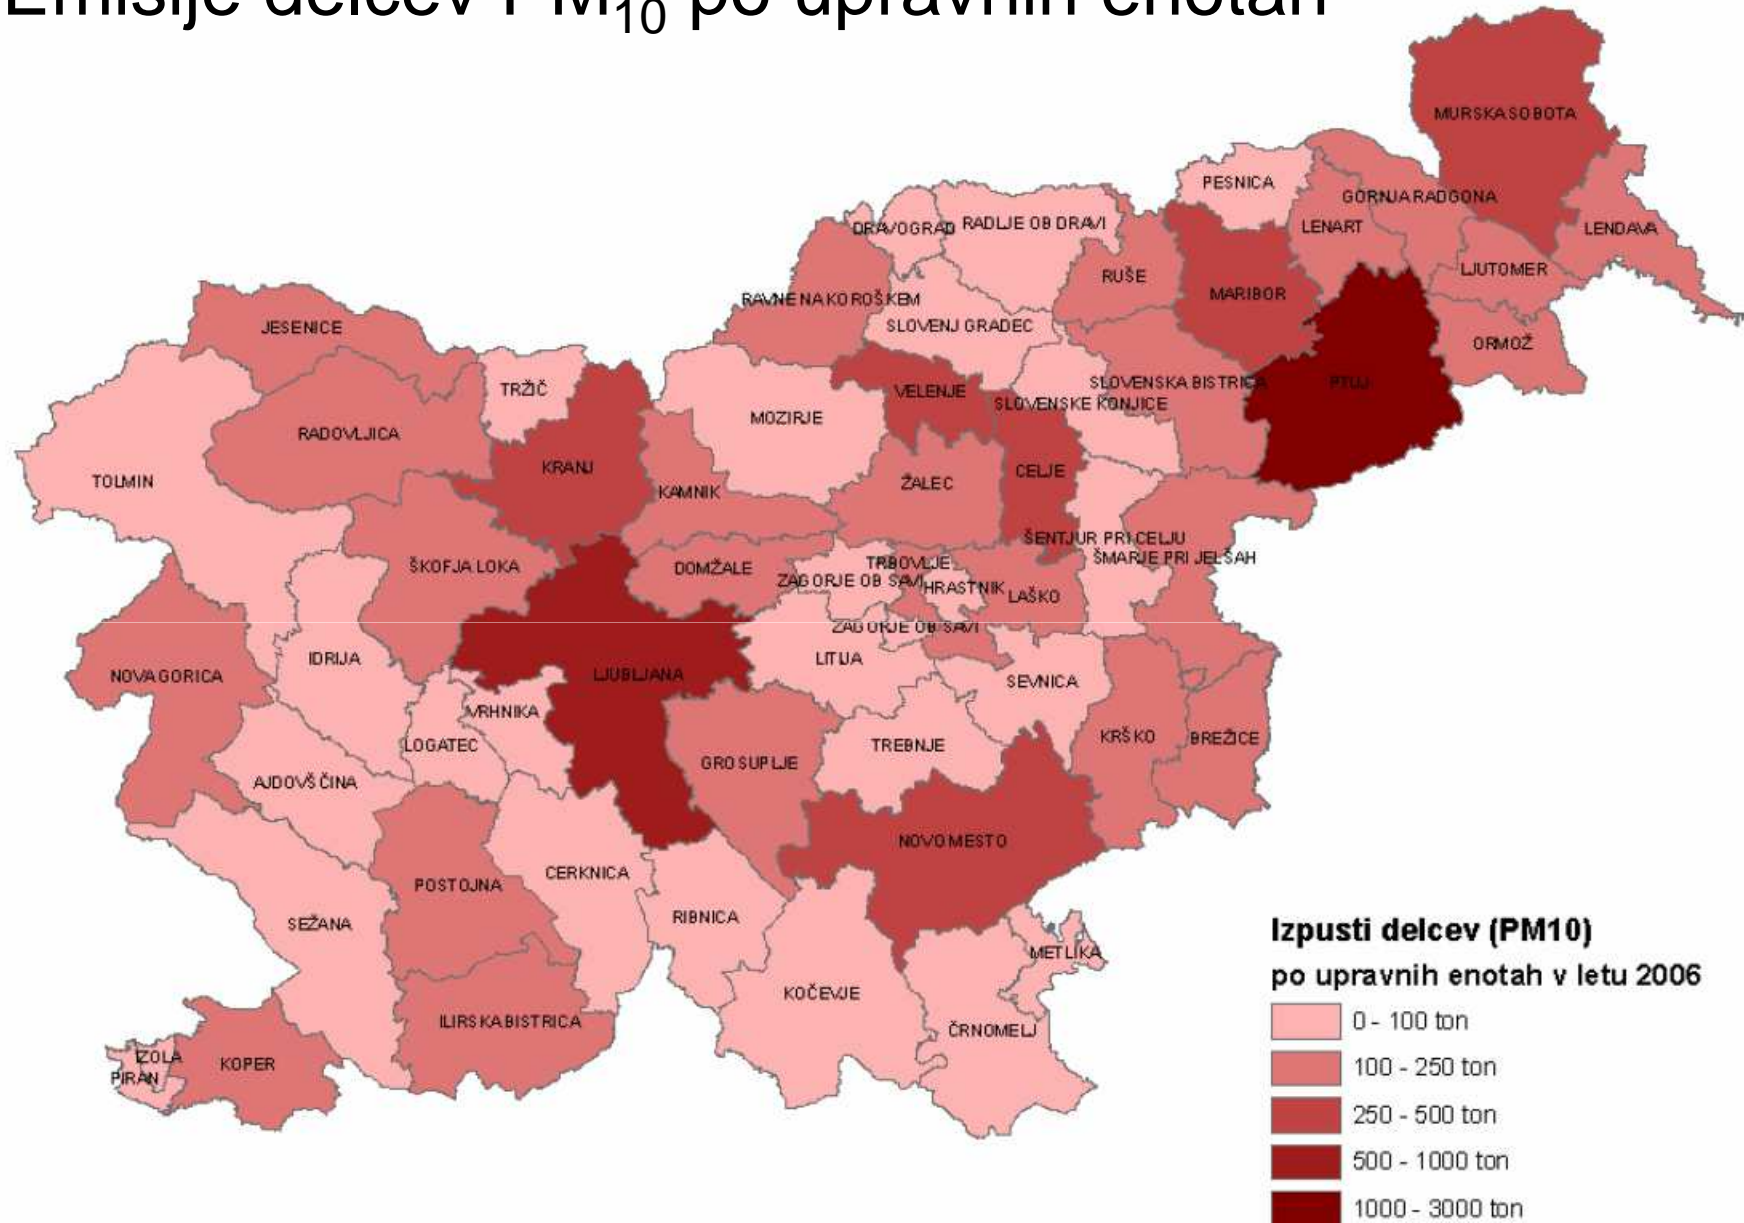 Emisije delcev PM10 po upravnih enotah
MURSKA SOBOTA
PESNICA
GORNJA RADGONA
DRAVOGRAD
RADLJE OB DRAVI
LENART
LENDAVA
RUŠE
LJUTOMER
MARIBOR
RAVNE NA KOROŠKEM
SLOVENJ GRADEC
JESENICE
ORMOŽ
TRŽIČ
VELENJE
SLOVENSKA BISTRICA
PTUJ
SLOVENSKE KONJICE
MOZIRJE
RADOVLJICA
KRANJ
CELJE
TOLMIN
KAMNIK
ŽALEC
ŠENTJUR PRI CELJU
ŠMARJE PRI JELŠAH
ŠKOFJA LOKA
DOMŽALE
TRBOVLJE
ZAGORJE OB SAVI
HRASTNIK
LAŠKO
ZAGORJE OB SAVI
IDRIJA
LITIJA
NOVA GORICA
LJUBLJANA
SEVNICA
VRHNIKA
LOGATEC
TREBNJE
KRŠKO
BREŽICE
GROSUPLJE
AJDOVŠČINA
NOVO MESTO
CERKNICA
POSTOJNA
RIBNICA
SEŽANA
METLIKA
KOČEVJE
ILIRSKA BISTRICA
ČRNOMELJ
IZOLA
KOPER
PIRAN
Izpusti delcev (PM10)
po upravnih enotah v letu 2006
0 - 100 ton
100 - 250 ton
250 - 500 ton
500 - 1000 ton
1000 - 3000 ton